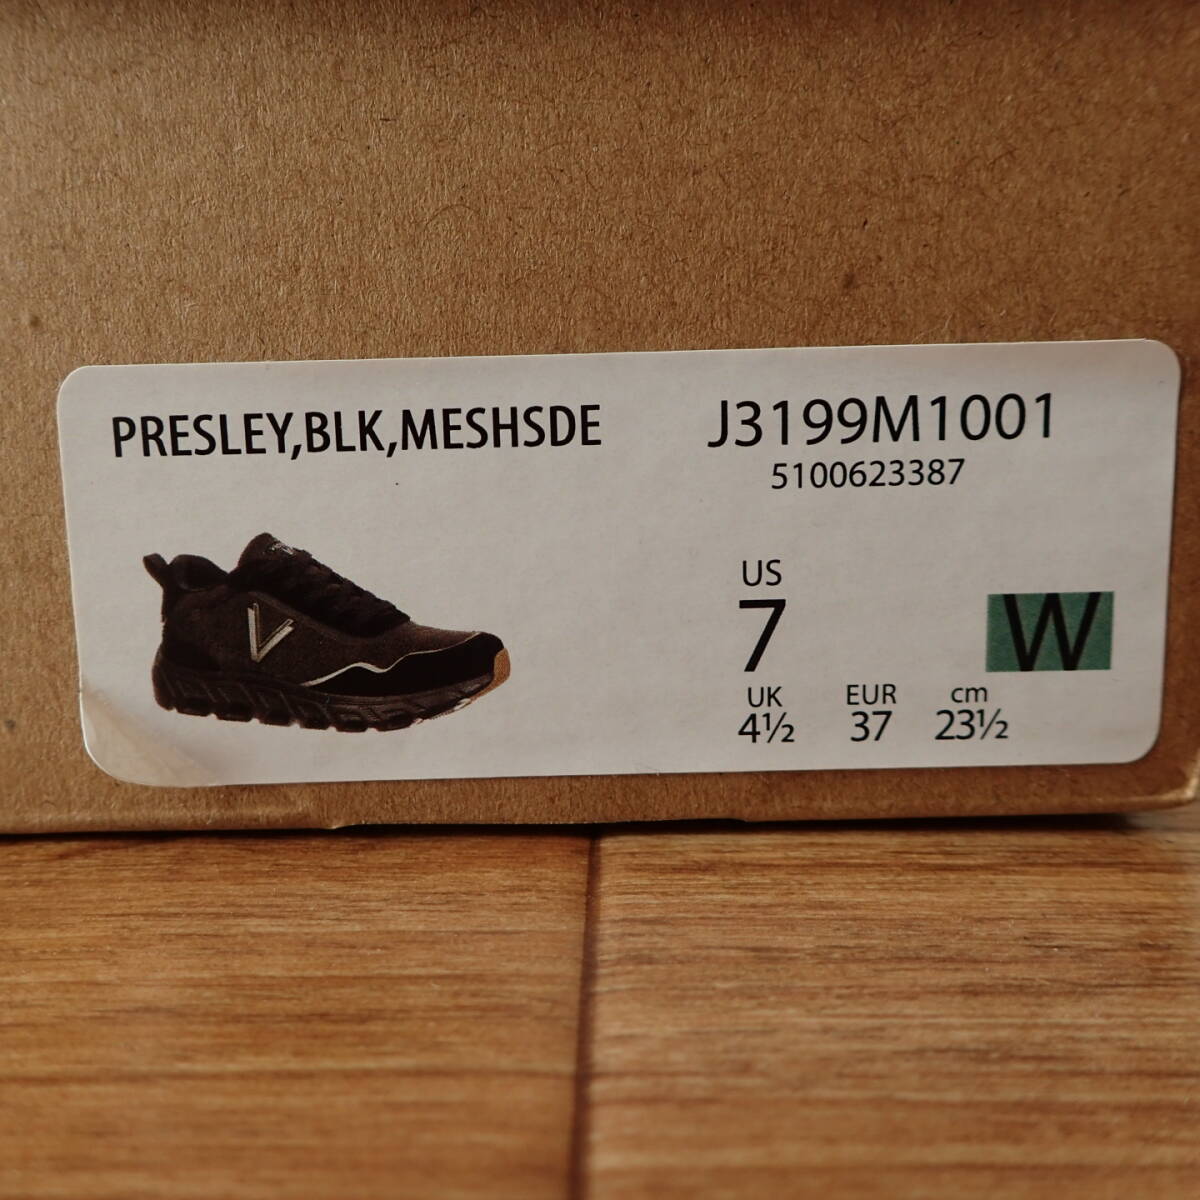 PRESLEY,BLK,MESHSDE
J3199M1001
5100623387
US
7
W
UK
4½
EUR
37
cm
23½
V